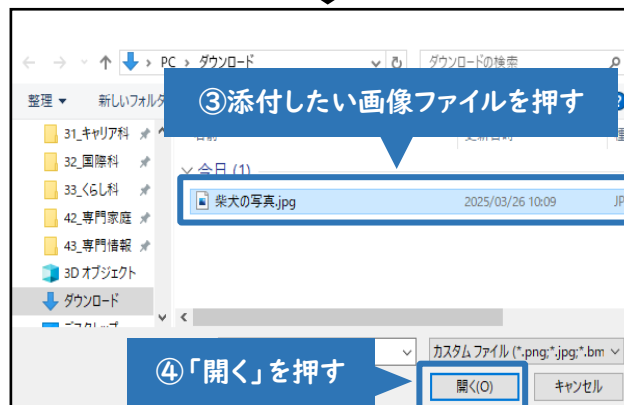 PC › ダウンロード
ダウンロードの検索
整理 ▼ 新しいフォルダ
③添付したい画像ファイルを押す
31_キャリア科
32_国際科
33_くらし科
42_専門家庭
43_専門情報
3D オブジェクト
ダウンロード
今日 (1)
柴犬の写真.jpg 2025/03/26 10:09 JP
カスタム ファイル (*.png;*.jpg;*.bm
④「開く」を押す
開く(O) キャンセル